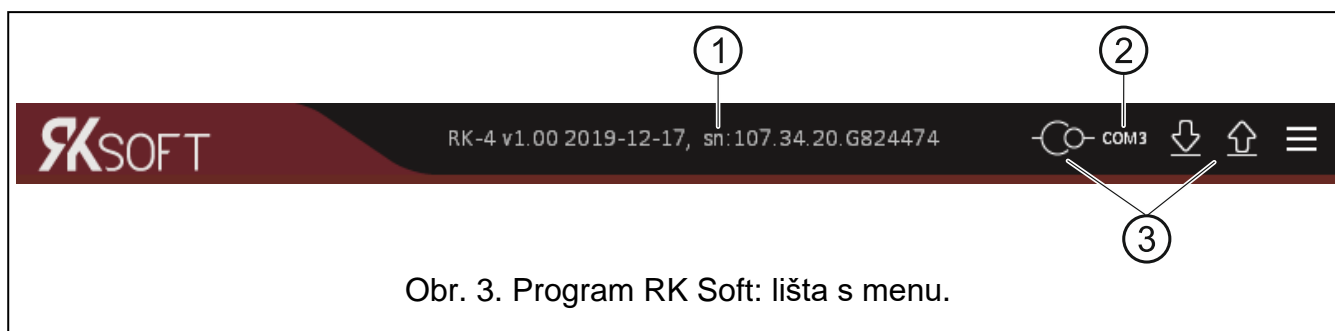 1 2
RKSOFT RK-4 v1.00 2019-12-17, sn:107.34.20.G824474 COM3
3
Obr. 3. Program RK Soft: lišta s menu.